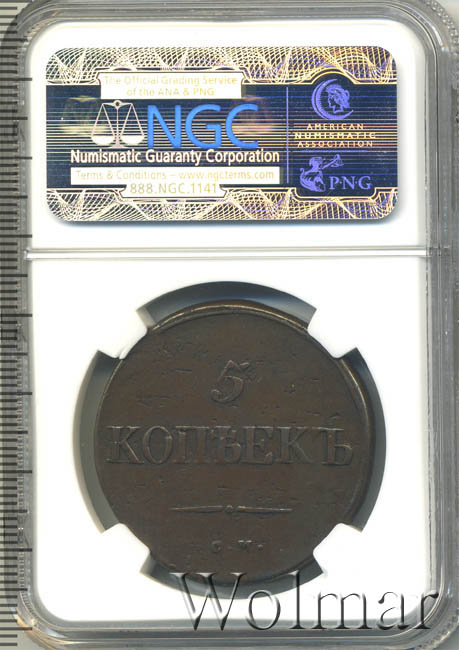 The Official Grading Service
of the ANA & PNG
NGC
Numismatic Guaranty Corporation
Terms & Conditions – www.ngcterms.com
888.NGC.1141
AMERICAN
NUMISMATIC
ASSOCIATION
PNG
5
КОПѢЕКЪ
С. М.
Wolmar